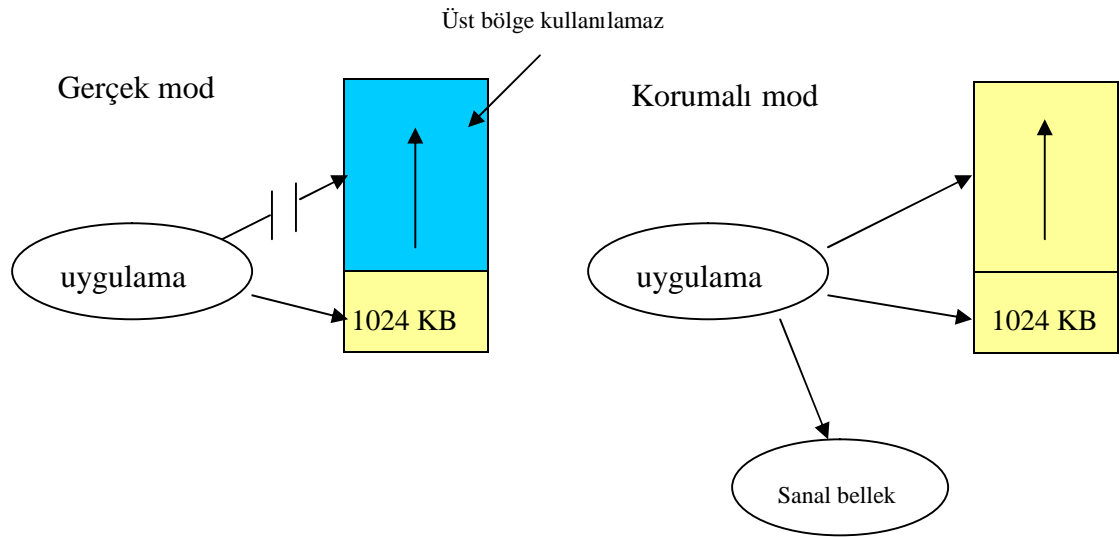 Üst bölge kullanılamaz
Gerçek mod
Korumalı mod
uygulama
1024 KB
uygulama
1024 KB
Sanal bellek